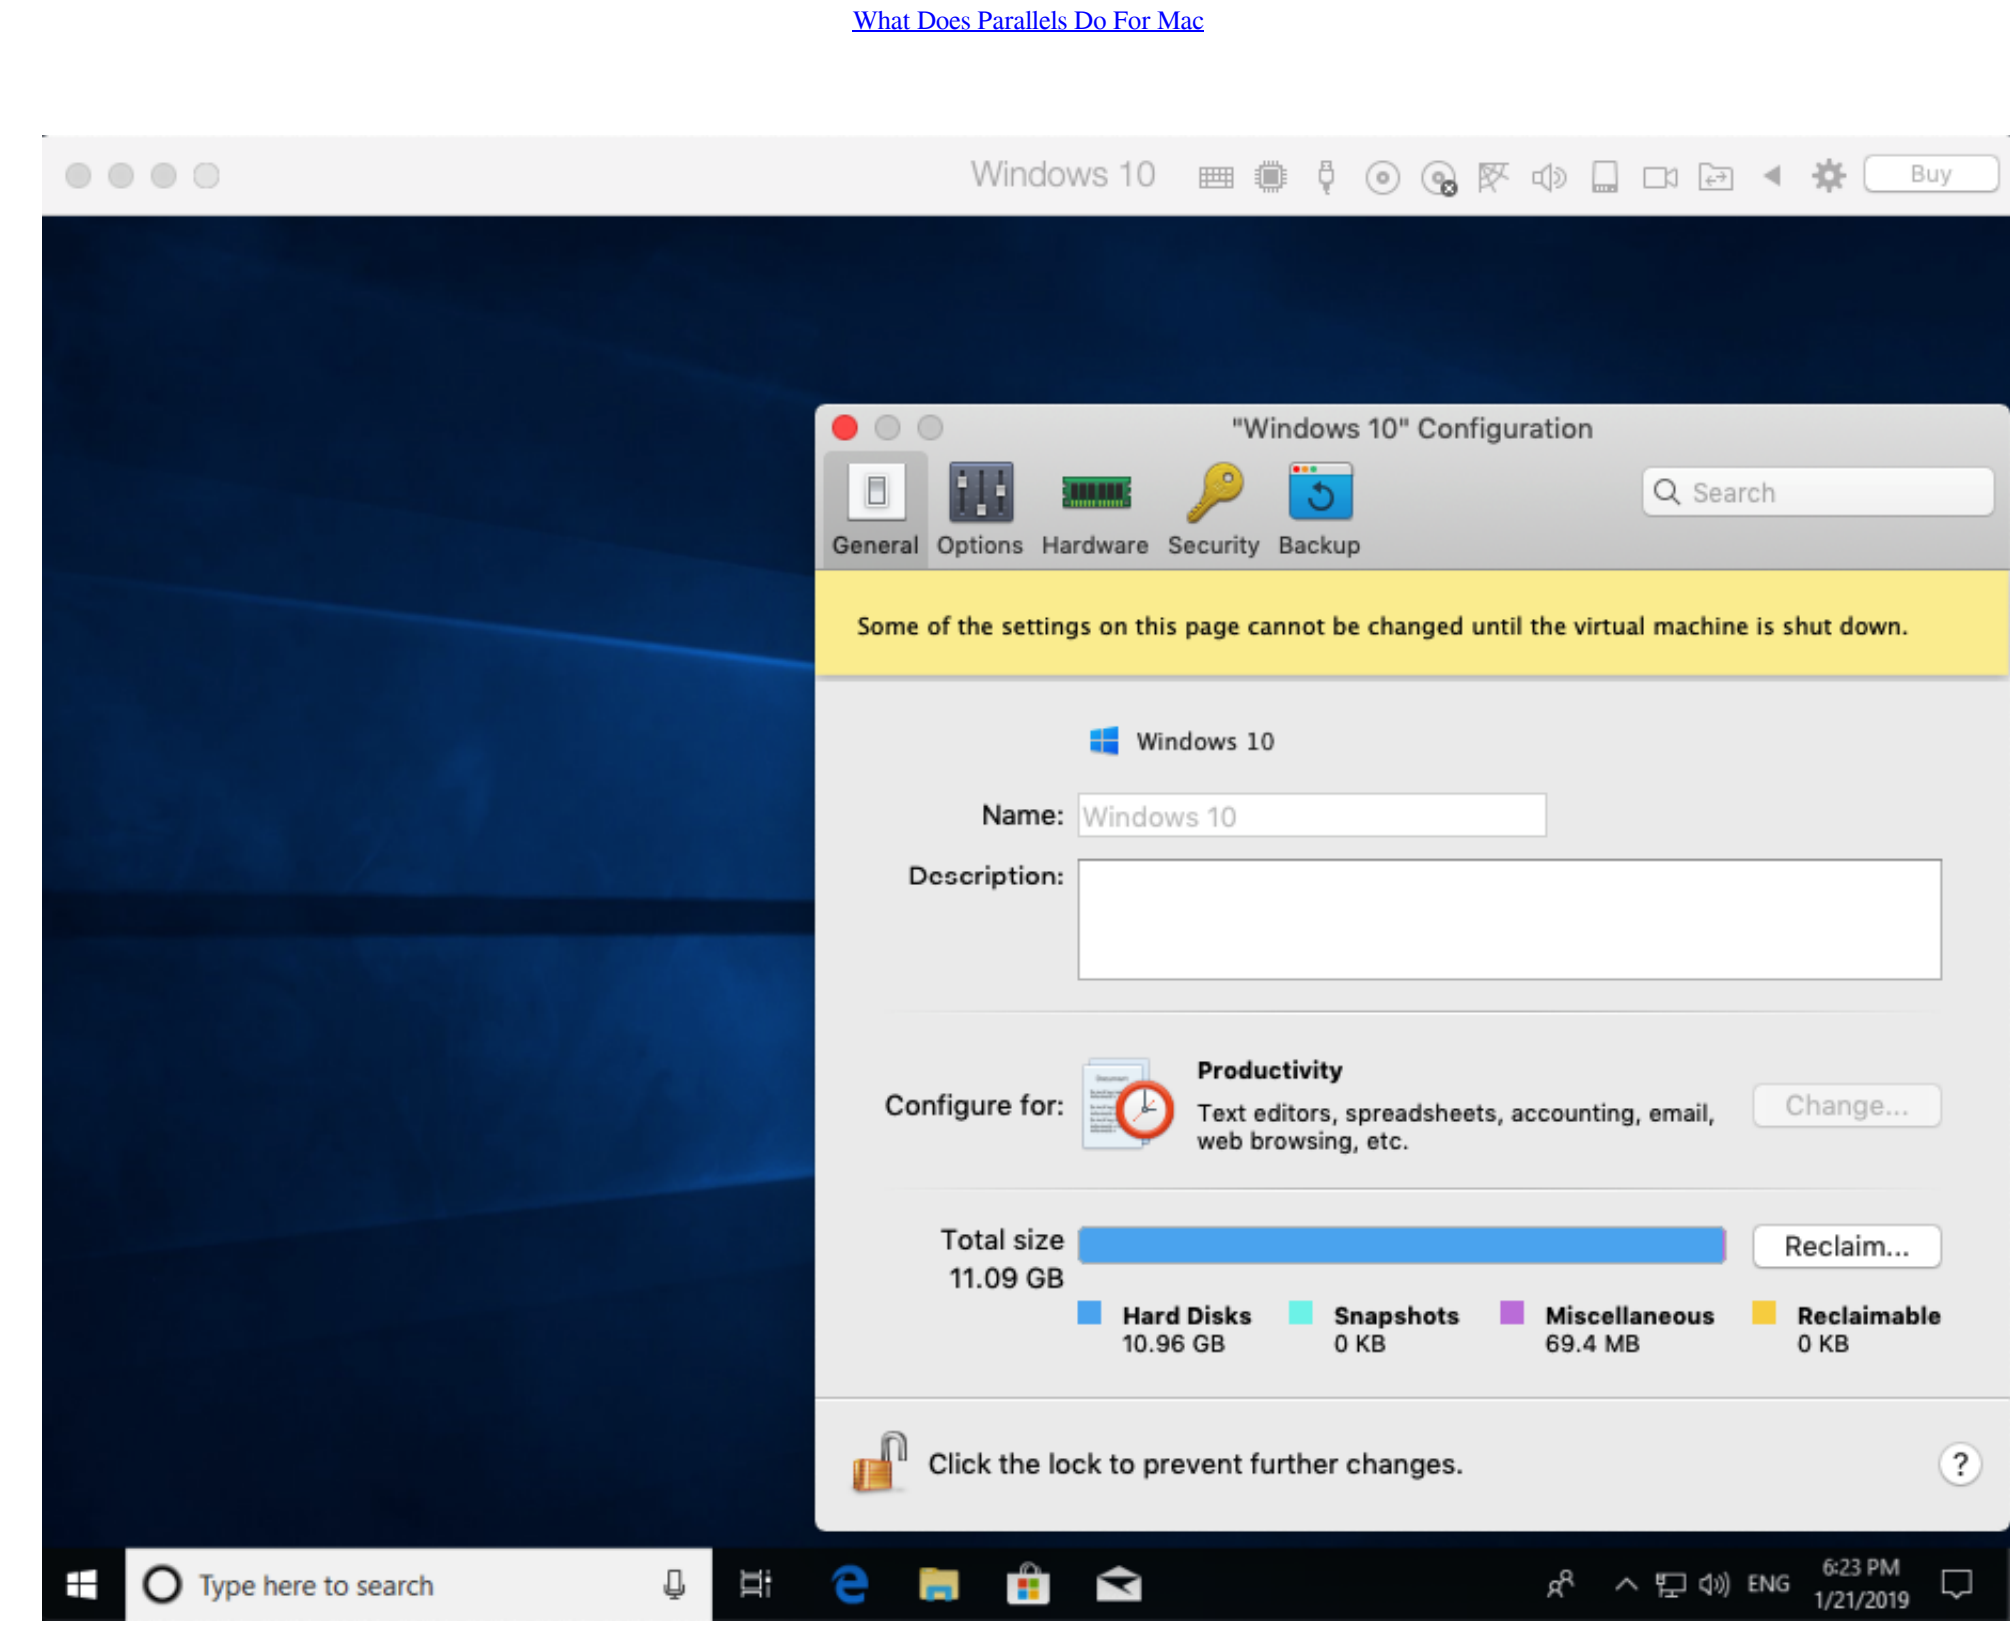 What Does Parallels Do For Mac
Windows 10
Buy
"Windows 10" Configuration
General Options Hardware Security Backup
Search
Some of the settings on this page cannot be changed until the virtual machine is shut down.
Windows 10
Name: Windows 10
Description:
Configure for:
Productivity
Text editors, spreadsheets, accounting, email,
web browsing, etc.
Change...
Total size
11.09 GB
Reclaim...
Hard Disks Snapshots Miscellaneous Reclaimable
10.96 GB 0 KB 69.4 MB 0 KB
Click the lock to prevent further changes.
?
Type here to search
ENG
6:23 PM
1/21/2019